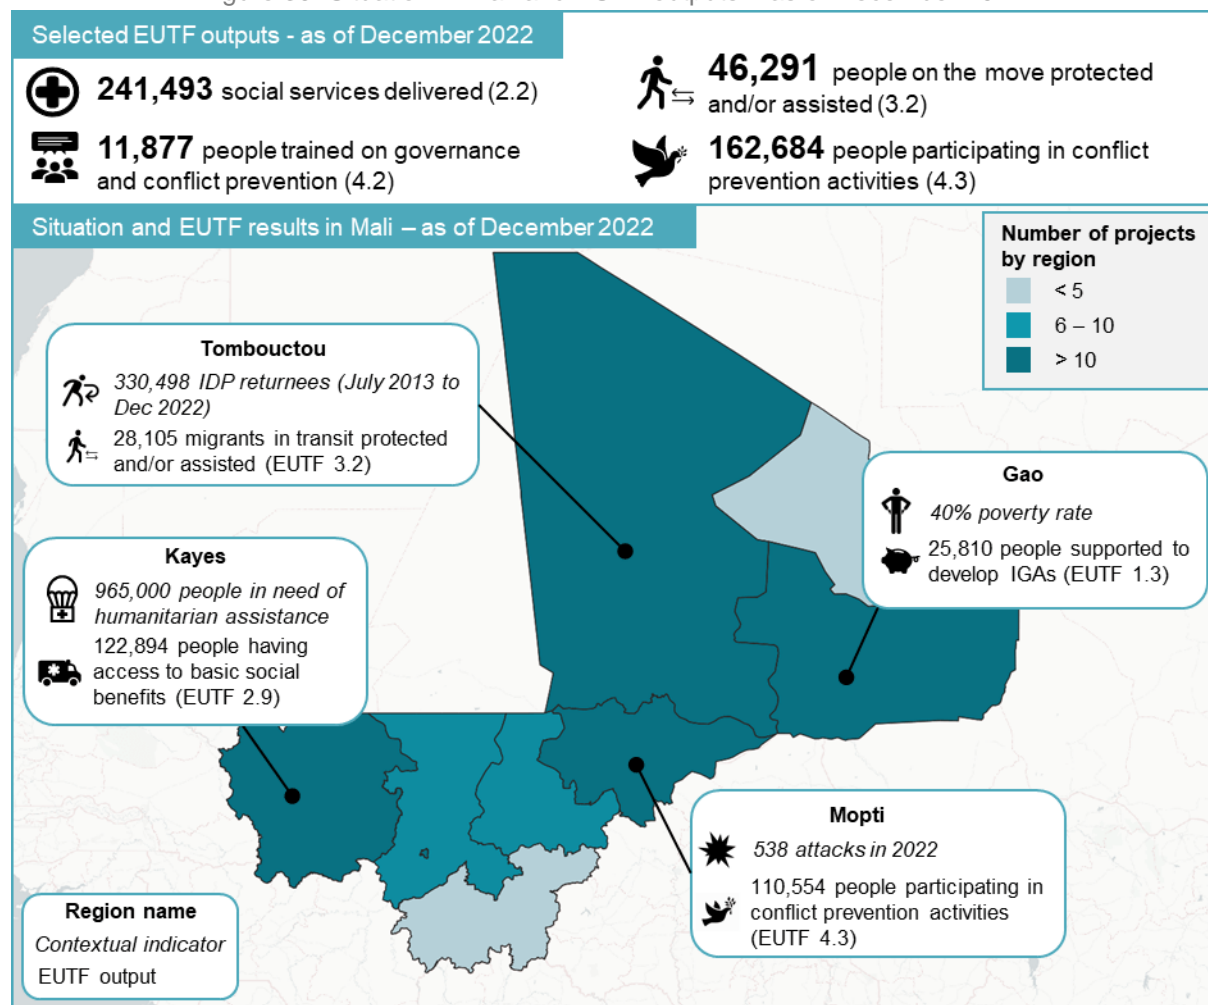 Selected EUTF outputs - as of December 2022
241,493 social services delivered (2.2)
11,877 people trained on governance
and conflict prevention (4.2)
46,291 people on the move protected
and/or assisted (3.2)
162,684 people participating in conflict
prevention activities (4.3)
Situation and EUTF results in Mali – as of December 2022
Number of projects
by region
< 5
6 – 10
> 10
Tombouctou
330,498 IDP returnees (July 2013 to
Dec 2022)
28,105 migrants in transit protected
and/or assisted (EUTF 3.2)
Gao
40% poverty rate
25,810 people supported to
develop IGAs (EUTF 1.3)
Kayes
965,000 people in need of
humanitarian assistance
122,894 people having
access to basic social
benefits (EUTF 2.9)
Mopti
538 attacks in 2022
110,554 people participating in
conflict prevention activities
(EUTF 4.3)
Region name
Contextual indicator
EUTF output